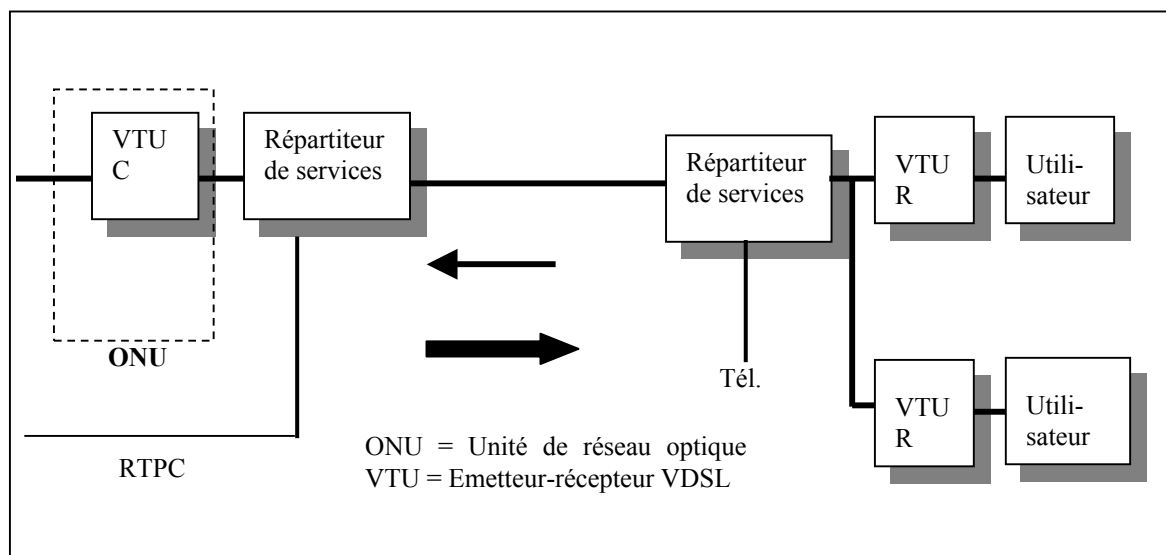 VTU
C
Répartiteur
de services
Répartiteur
de services
VTU
R
Utili-
sateur
ONU
Tél.
VTU
R
Utili-
sateur
RTPC
ONU = Unité de réseau optique
VTU = Emetteur-récepteur VDSL